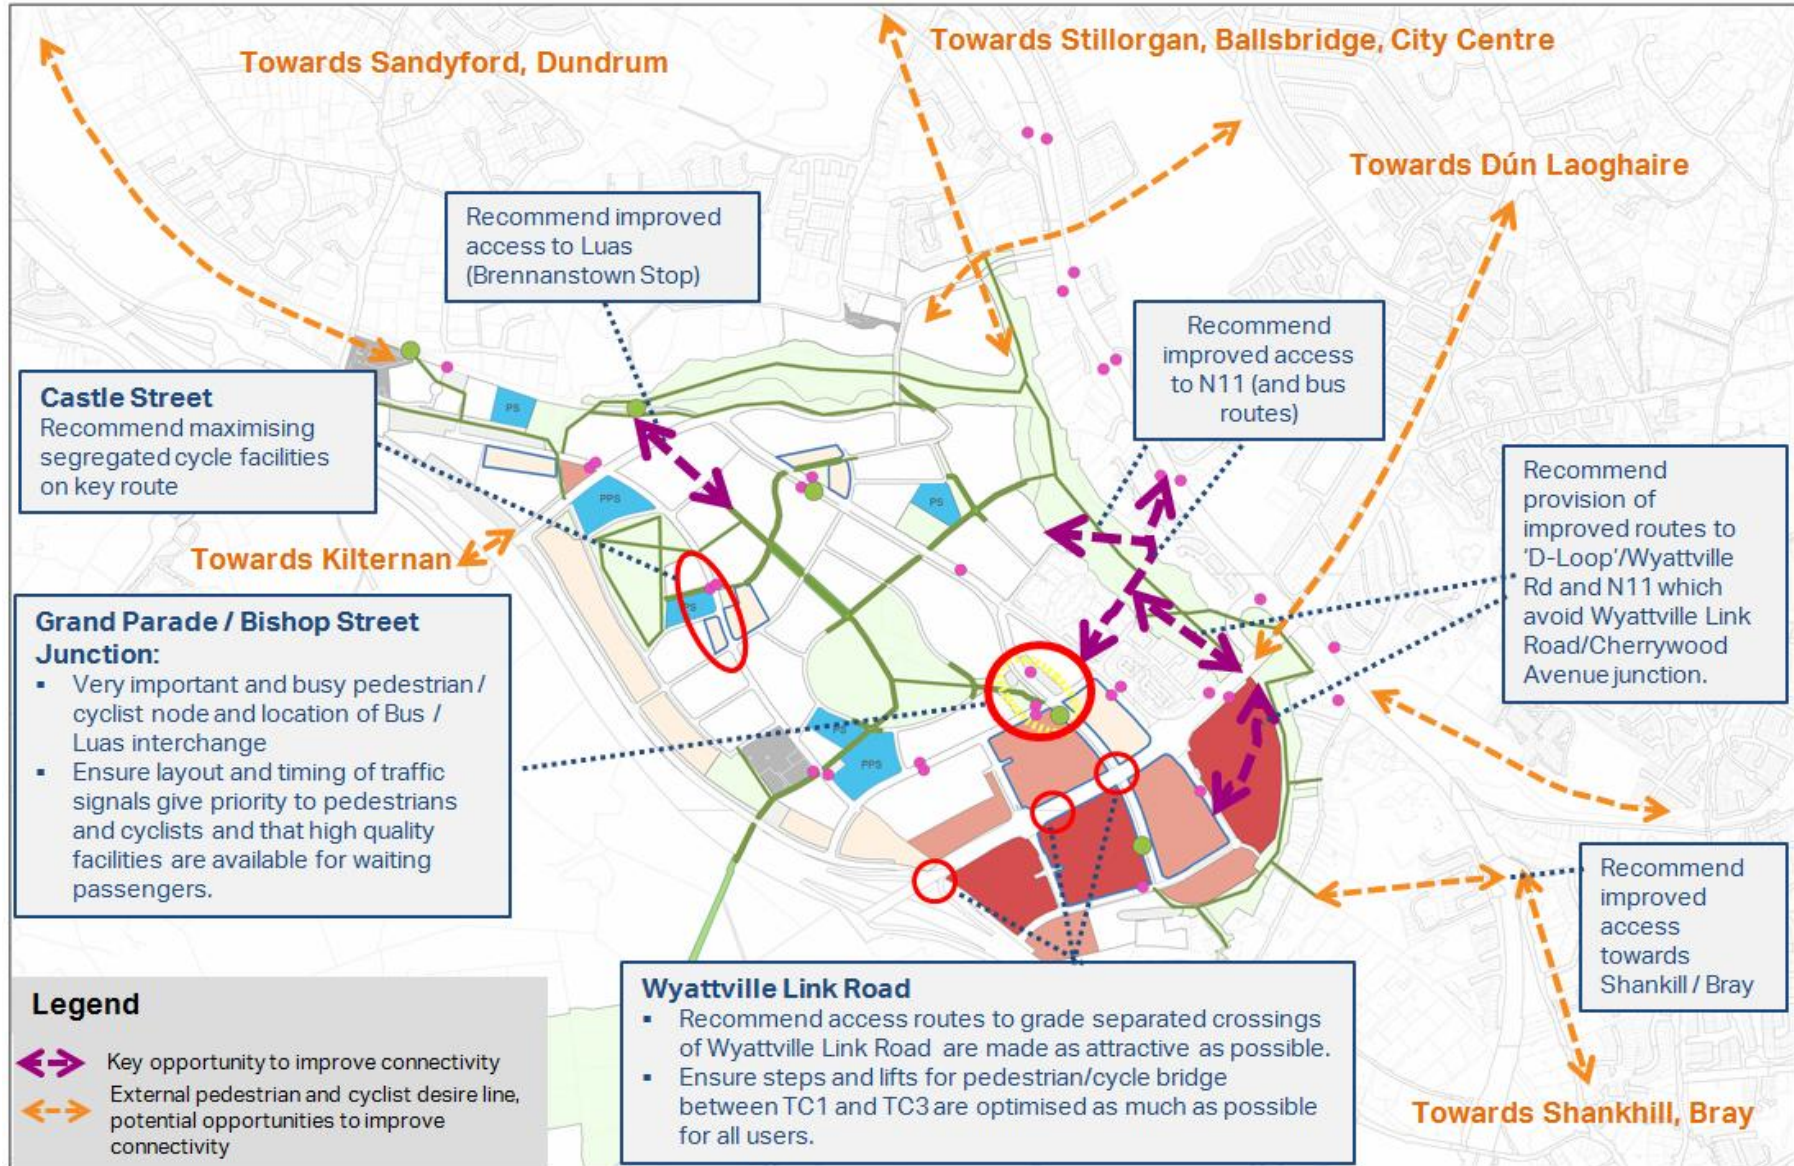 Towards Sandyford, Dundrum
Towards Stillorgan, Ballsbridge, City Centre
Towards Dún Laoghaire
Recommend improved
access to Luas
(Brennanstown Stop)
Recommend
improved access
to N11 (and bus
routes)
Castle Street
Recommend maximising
segregated cycle facilities
on key route
PS
PPS
PS
PS
PS
PPS
Recommend
provision of
improved routes to
‘D-Loop’/Wyattville
Rd and N11 which
avoid Wyattville Link
Road/Cherrywood
Avenue junction.
Towards Kilternan
Grand Parade / Bishop Street
Junction:
▪ Very important and busy pedestrian /
cyclist node and location of Bus /
Luas interchange
▪ Ensure layout and timing of traffic
signals give priority to pedestrians
and cyclists and that high quality
facilities are available for waiting
passengers.
Recommend
improved
access
towards
Shankill / Bray
Wyattville Link Road
▪ Recommend access routes to grade separated crossings
of Wyattville Link Road are made as attractive as possible.
▪ Ensure steps and lifts for pedestrian/cycle bridge
between TC1 and TC3 are optimised as much as possible
for all users.
Towards Shankhill, Bray
Legend
Key opportunity to improve connectivity
External pedestrian and cyclist desire line,
potential opportunities to improve
connectivity